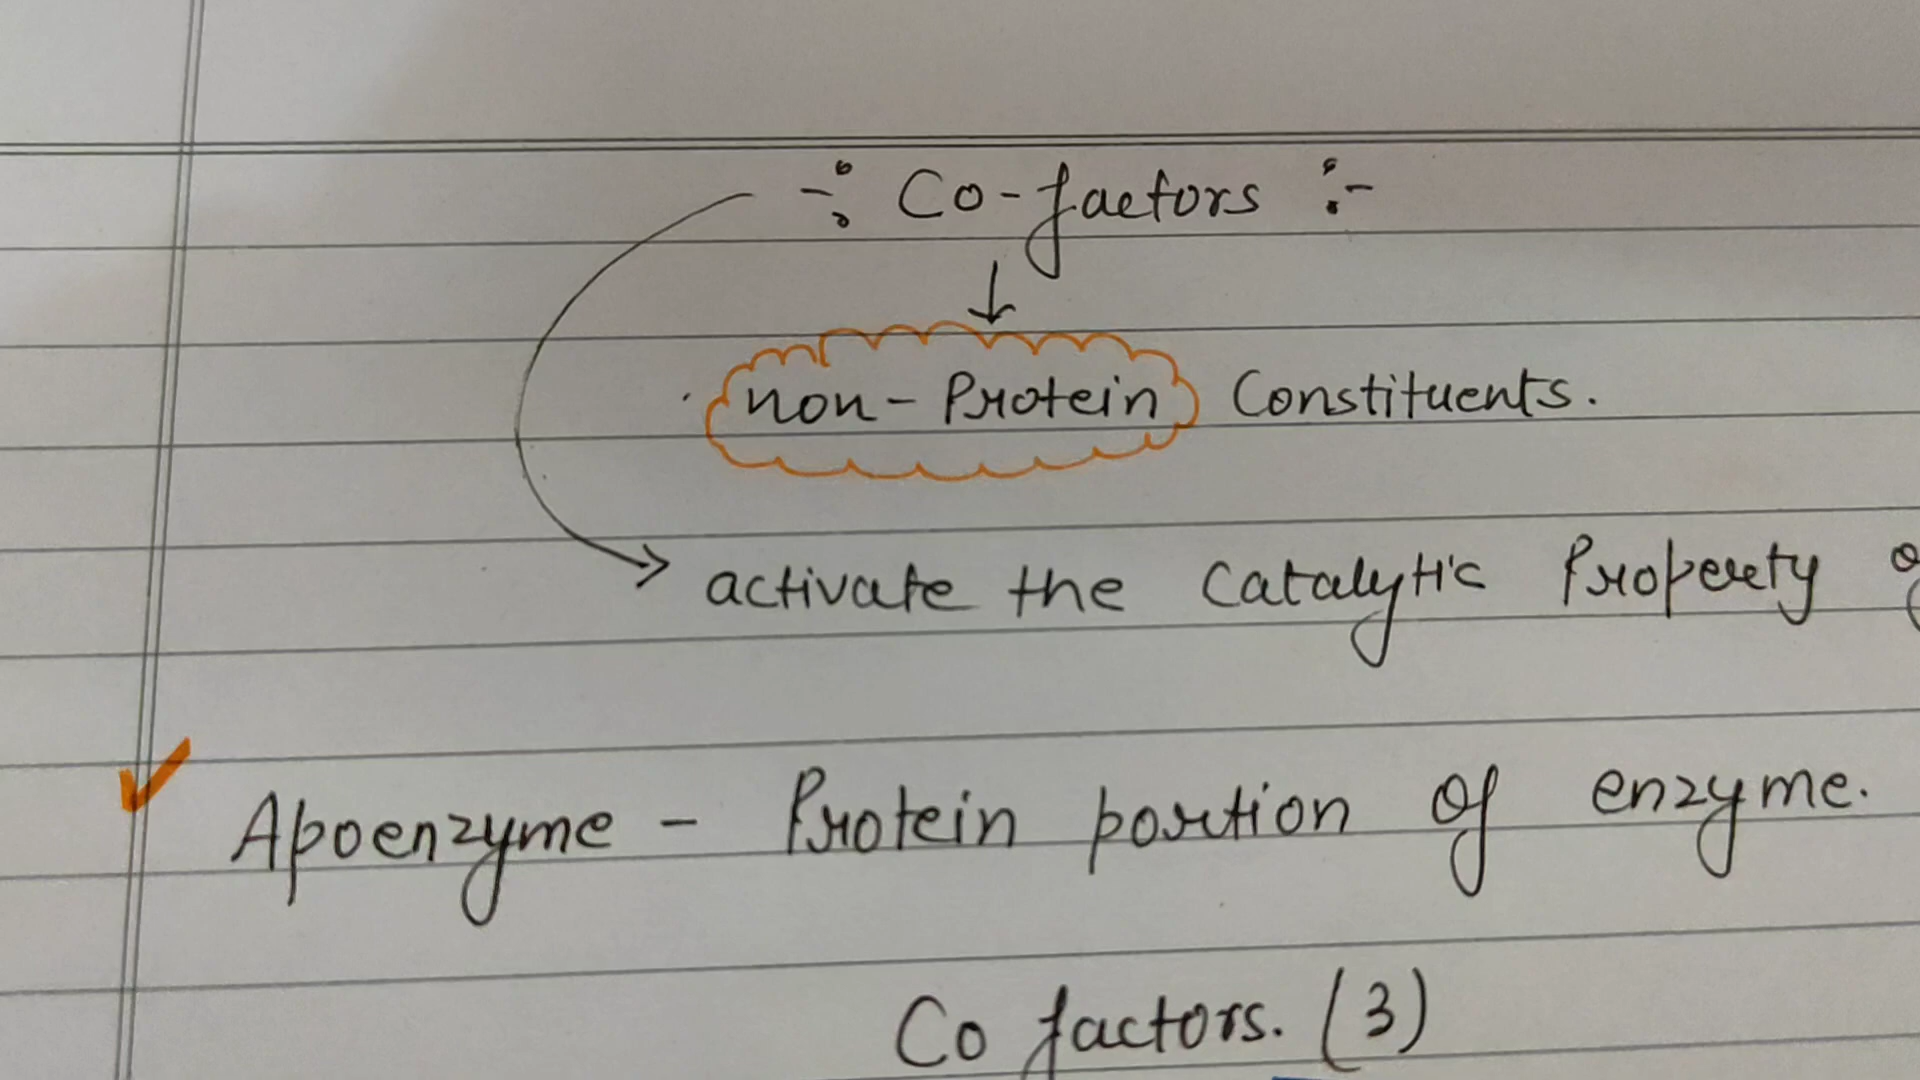 -: Co-factors :-
non-Protein Constituents.
activate the Catalytic Property
Apoenzyme - Protein portion of enzyme.
Co factors. (3)